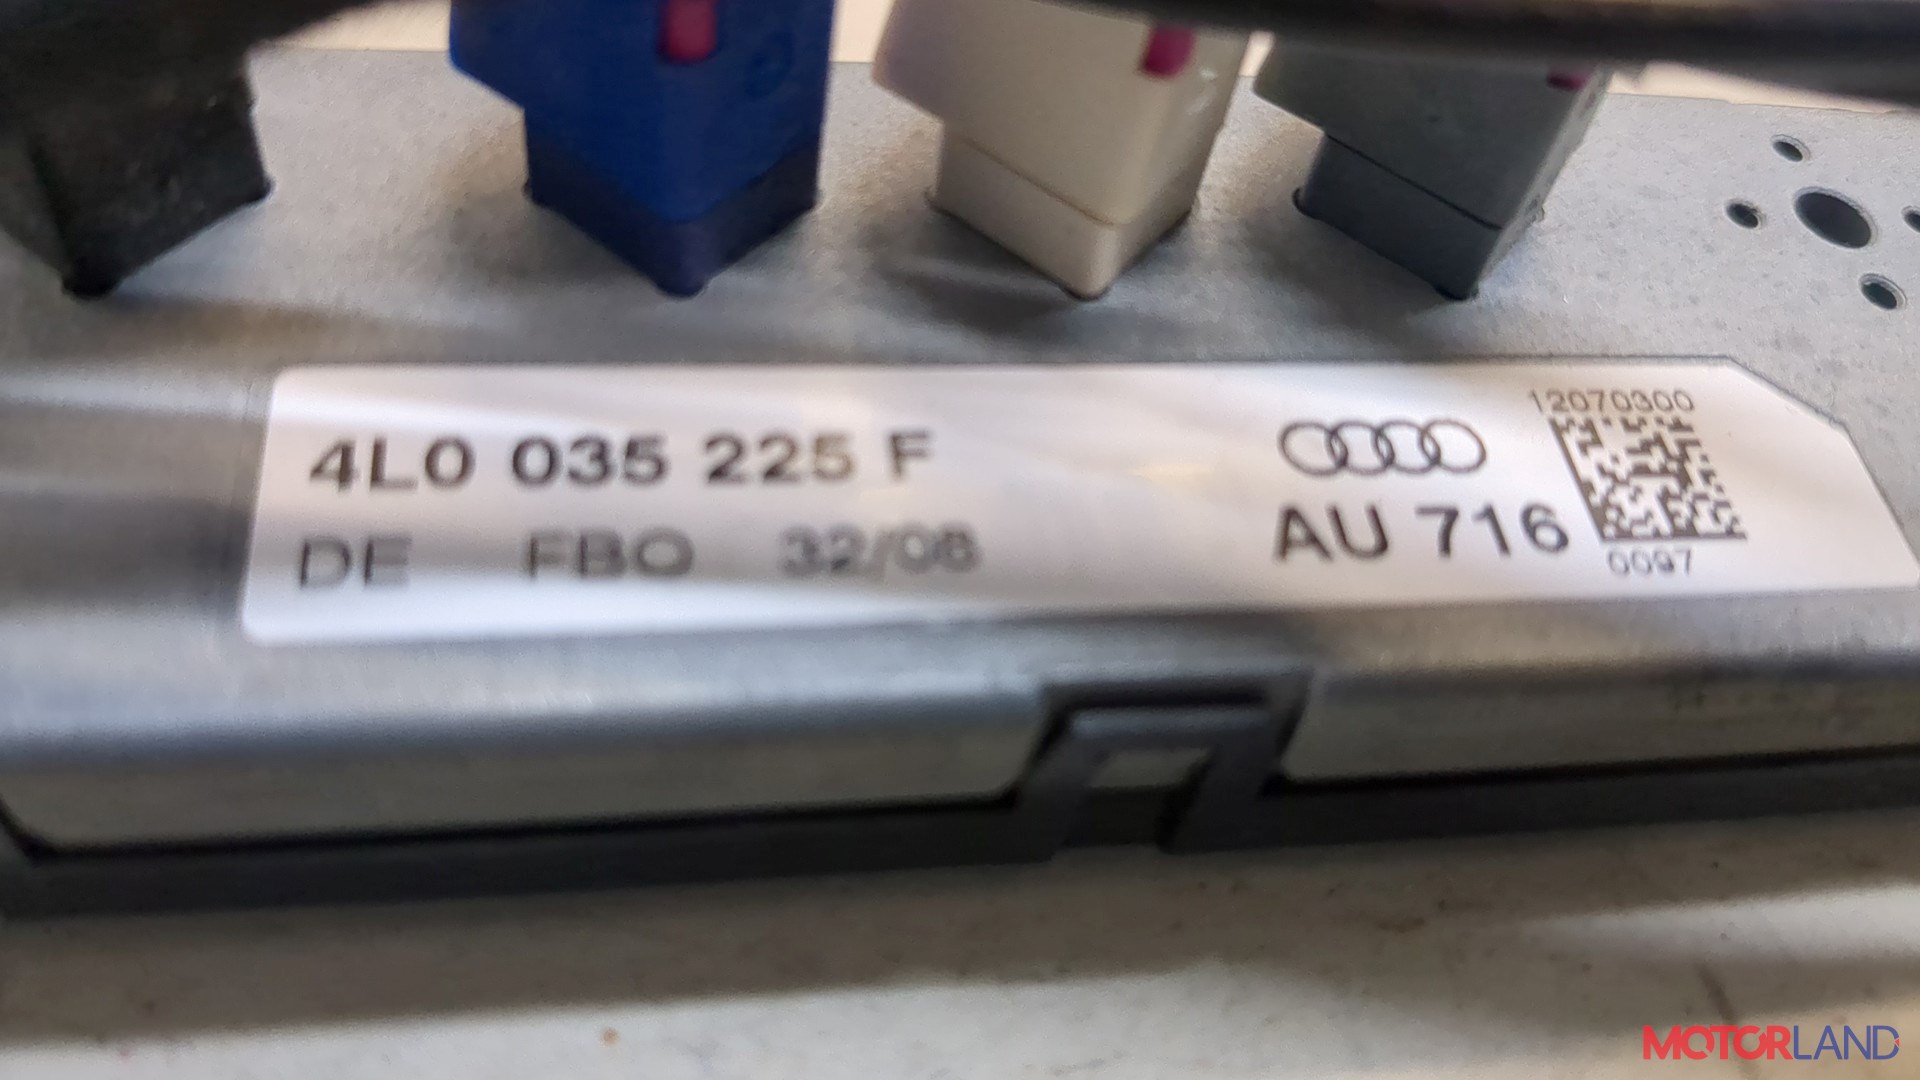 12070300
4L0 035 225 F
AU 716
DE FBO 32/08
0097
MOTORLAND